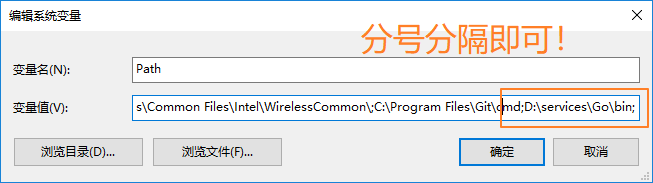 编辑系统变量
分号分隔即可！
变量名(N):
Path
变量值(V):
s\Common Files\Intel\WirelessCommon\;C:\Program Files\Git\cmd;D:\services\Go\bin;
浏览目录(D)...
浏览文件(F)...
确定
取消